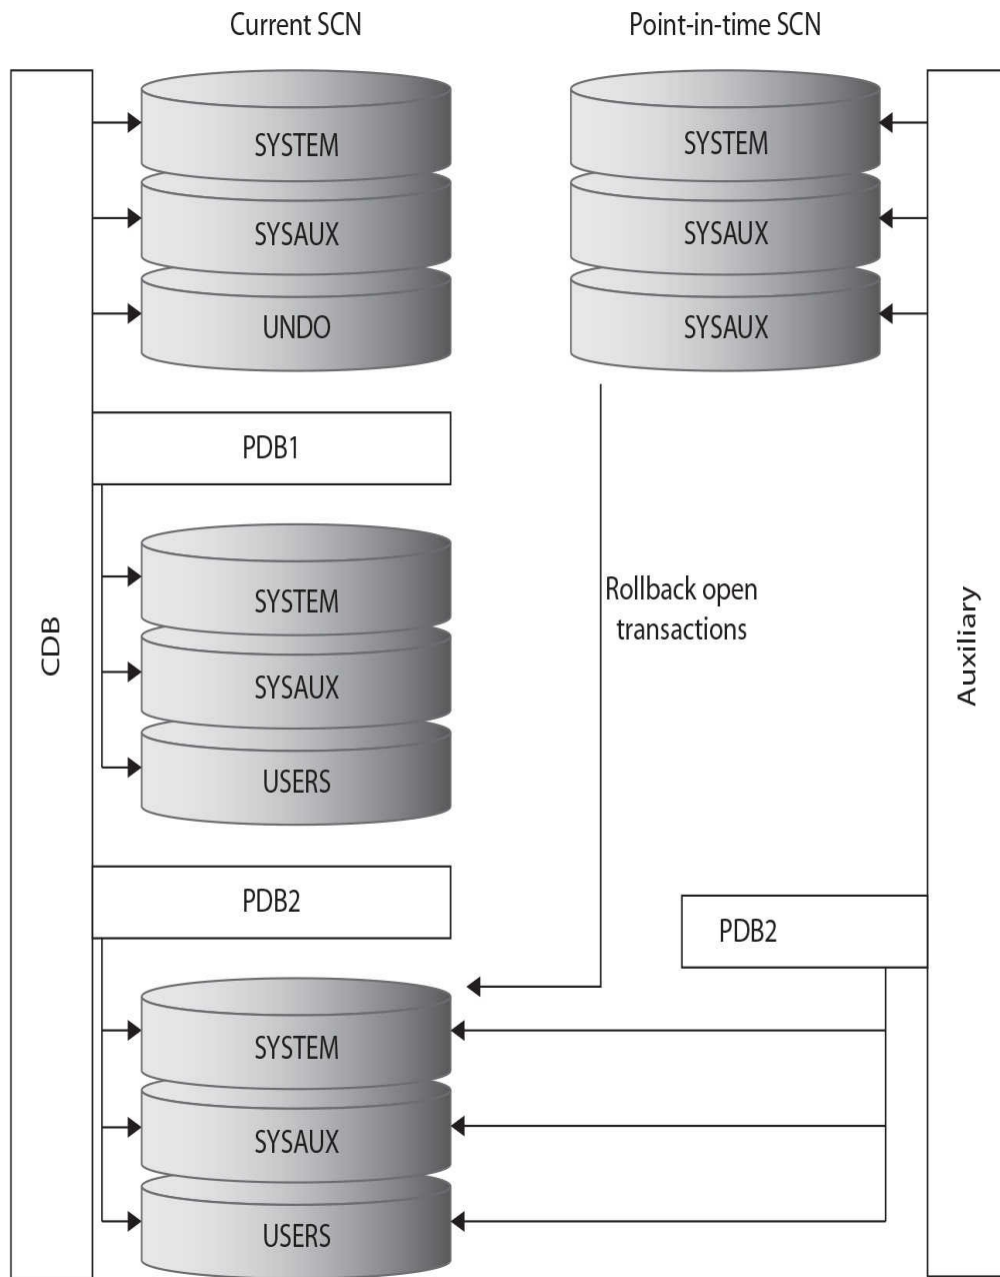 Current SCN
Point-in-time SCN
SYSTEM
SYSAUX
UNDO
SYSTEM
SYSAUX
SYSAUX
PDB1
SYSTEM
SYSAUX
USERS
Rollback open
transactions
CDB
Auxiliary
PDB2
PDB2
SYSTEM
SYSAUX
USERS